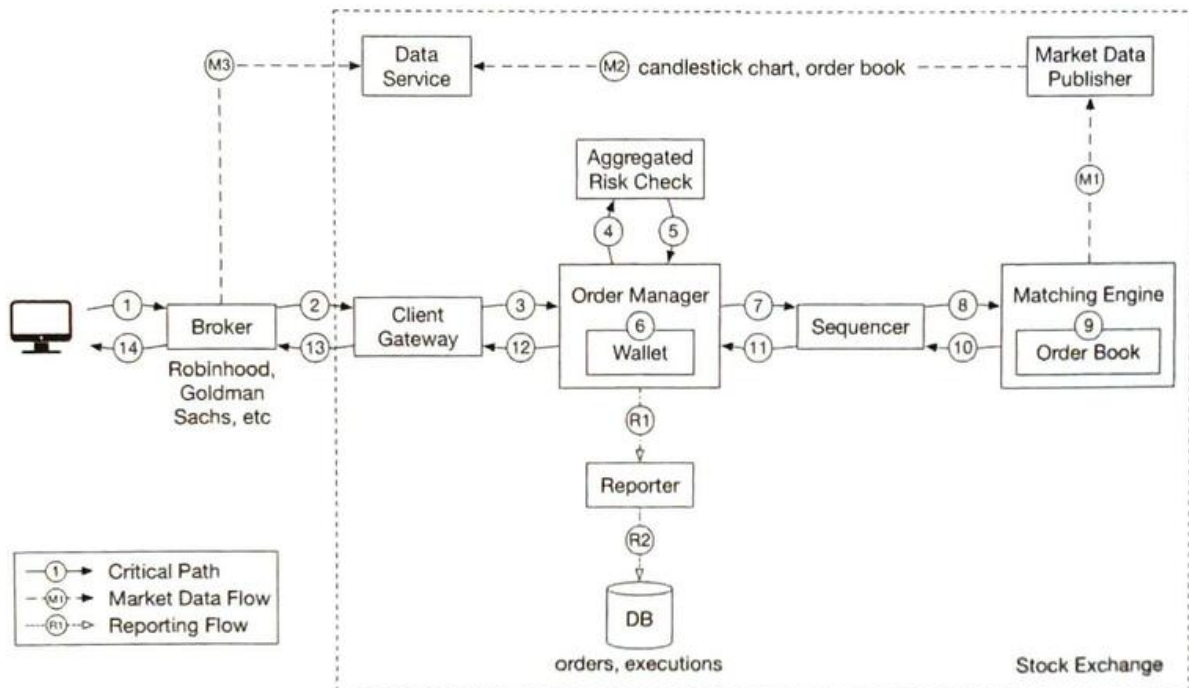 M3
Data
Service
M2
candlestick chart, order book
Market Data
Publisher
Aggregated
Risk Check
M1
4
5
1
2
3
Order Manager
7
8
Matching Engine
Broker
Client
Gateway
6
Wallet
Sequencer
9
Order Book
14
13
12
11
10
Robinhood,
Goldman
Sachs, etc
R1
Reporter
R2
1 Critical Path
M1 Market Data Flow
R1 Reporting Flow
DB
orders, executions
Stock Exchange